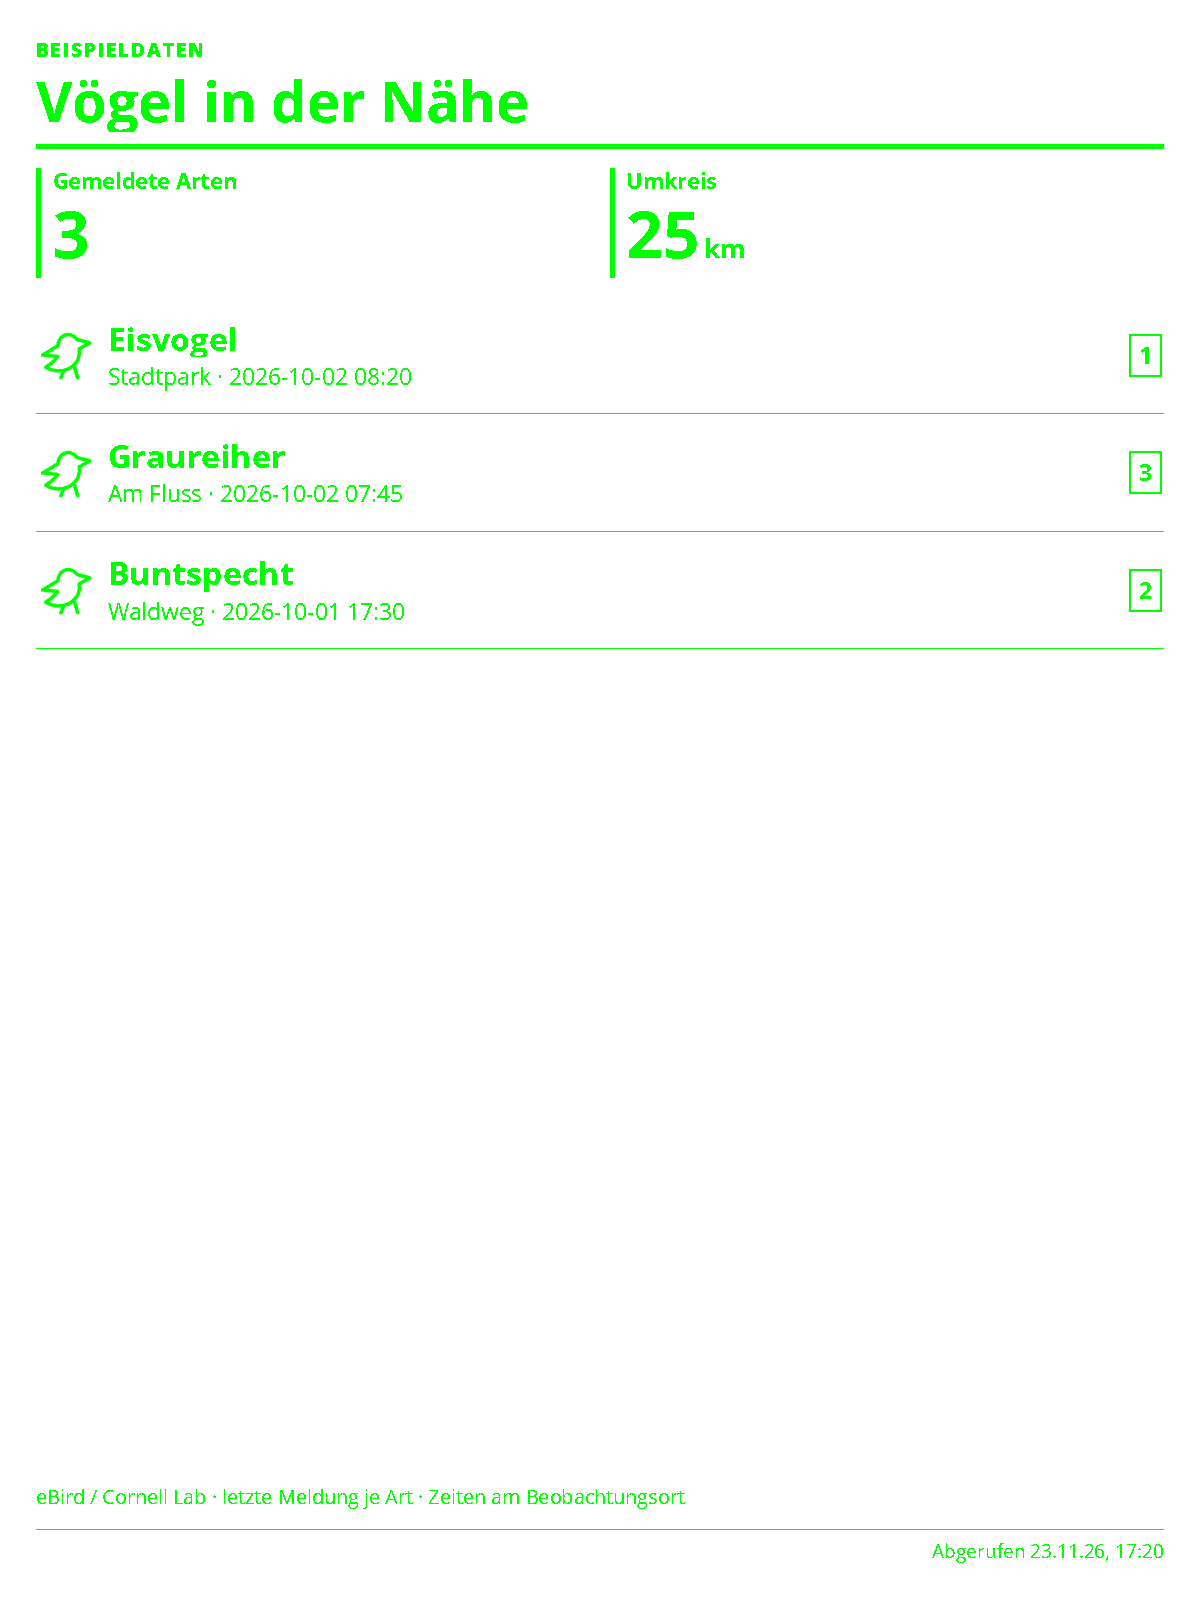 BEISPIELDATEN
Vögel in der Nähe
Gemeldete Arten
3
Umkreis
25 km
Eisvogel
Stadtpark · 2026-10-02 08:20
1
Graureiher
Am Fluss · 2026-10-02 07:45
3
Buntspecht
Waldweg · 2026-10-01 17:30
2
eBird / Cornell Lab · letzte Meldung je Art · Zeiten am Beobachtungsort
Abgerufen 23.11.26, 17:20